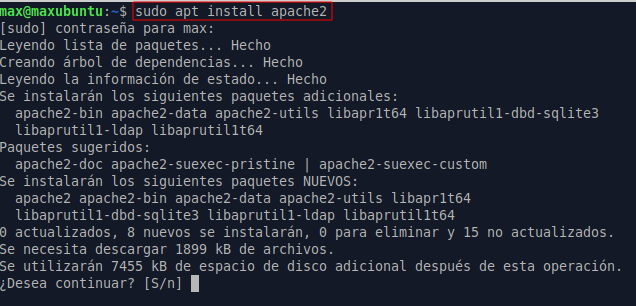 max@maxubuntu:~$ sudo apt install apache2
[sudo] contraseña para max:
Leyendo lista de paquetes... Hecho
Creando árbol de dependencias... Hecho
Leyendo la información de estado... Hecho
Se instalarán los siguientes paquetes adicionales:
  apache2-bin apache2-data apache2-utils libapr1t64 libaprutil1-dbd-sqlite3
  libaprutil1-ldap libaprutil1t64
Paquetes sugeridos:
  apache2-doc apache2-suexec-pristine | apache2-suexec-custom
Se instalarán los siguientes paquetes NUEVOS:
  apache2 apache2-bin apache2-data apache2-utils libapr1t64
  libaprutil1-dbd-sqlite3 libaprutil1-ldap libaprutil1t64
0 actualizados, 8 nuevos se instalarán, 0 para eliminar y 15 no actualizados.
Se necesita descargar 1899 kB de archivos.
Se utilizarán 7455 kB de espacio de disco adicional después de esta operación.
¿Desea continuar? [S/n]